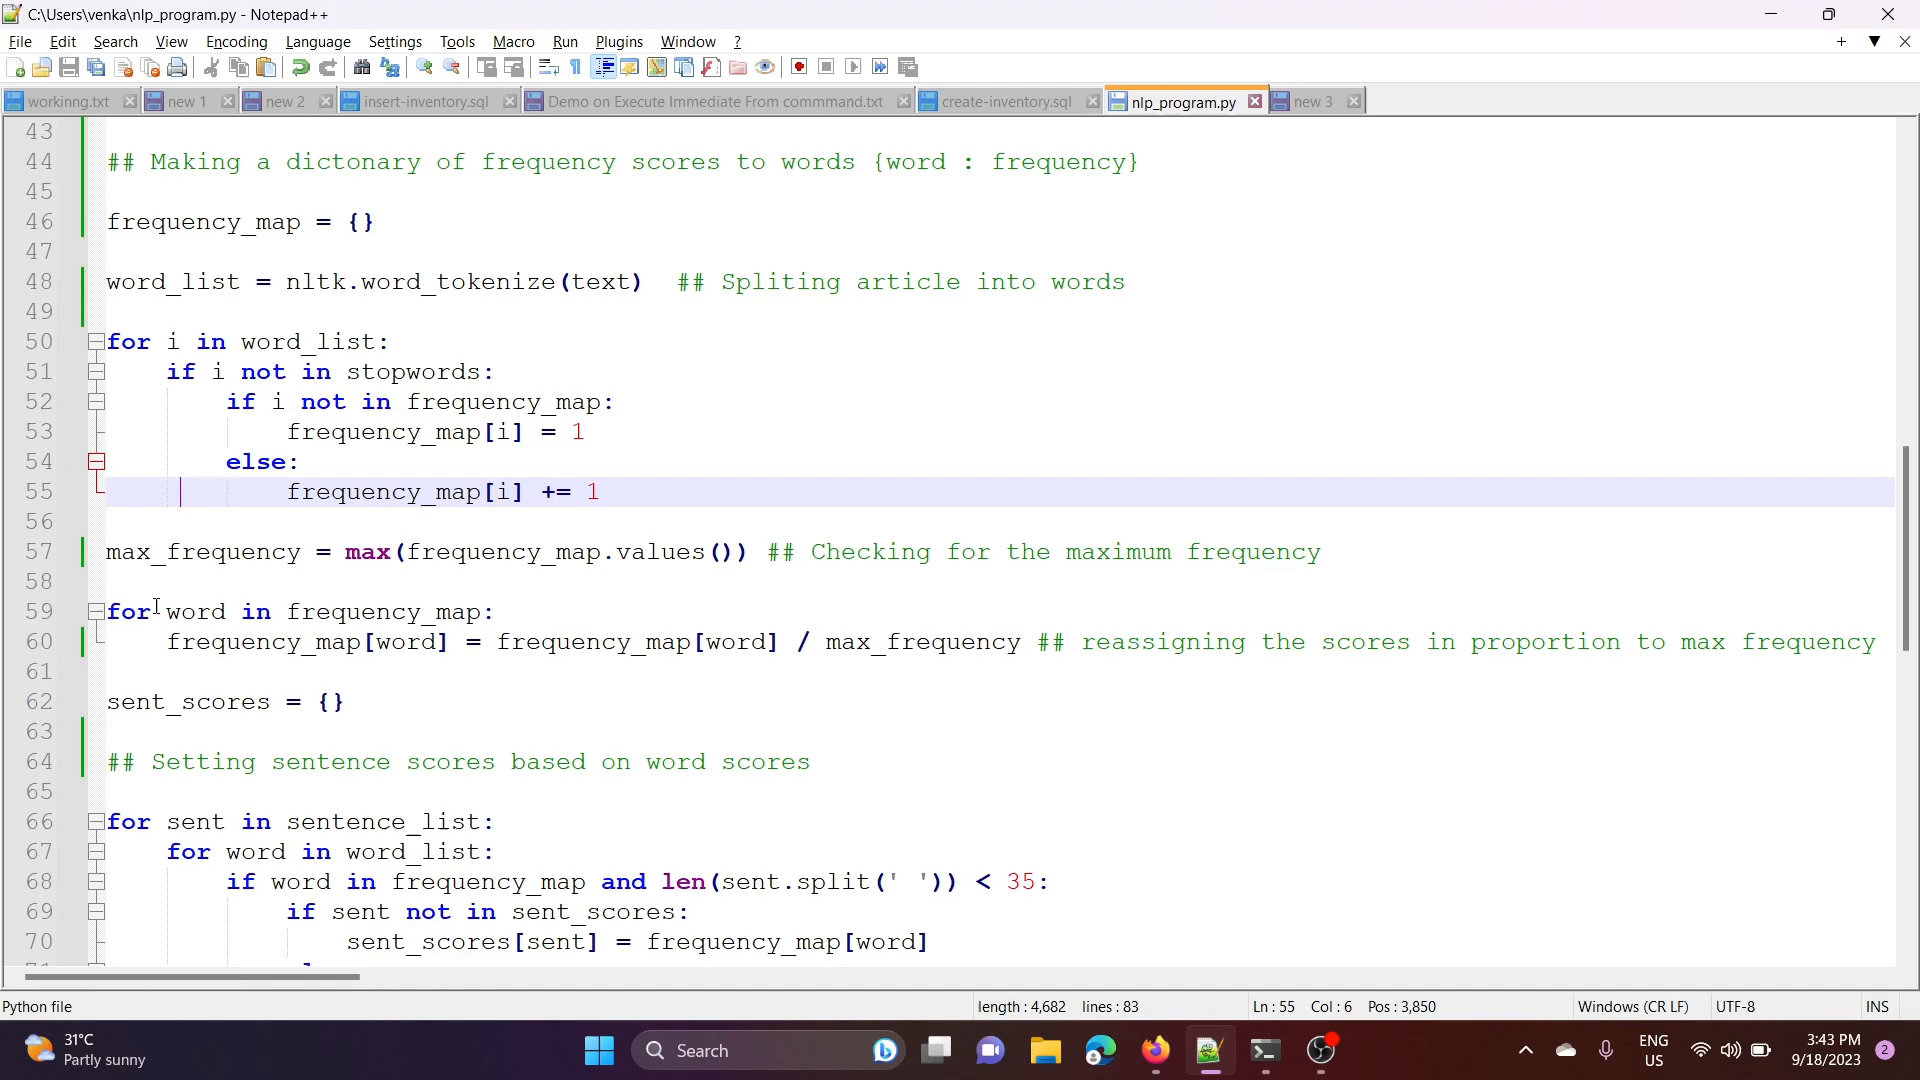 C:\Users\venka\nlp_program.py - Notepad++
File Edit Search View Encoding Language Settings Tools Macro Run Plugins Window ?
workinng.txt new 1 new 2 insert-inventory.sql Demo on Execute Immediate From commmand.txt create-inventory.sql nlp_program.py new 3
43
44 ## Making a dictonary of frequency scores to words {word : frequency}
45
46 frequency_map = {}
47
48 word_list = nltk.word_tokenize(text)  ## Spliting article into words
49
50 for i in word_list:
51     if i not in stopwords:
52         if i not in frequency_map:
53             frequency_map[i] = 1
54         else:
55             frequency_map[i] += 1
56
57 max_frequency = max(frequency_map.values()) ## Checking for the maximum frequency
58
59 for word in frequency_map:
60     frequency_map[word] = frequency_map[word] / max_frequency ## reassigning the scores in proportion to max frequency
61
62 sent_scores = {}
63
64 ## Setting sentence scores based on word scores
65
66 for sent in sentence_list:
67     for word in word_list:
68         if word in frequency_map and len(sent.split(' ')) < 35:
69             if sent not in sent_scores:
70                 sent_scores[sent] = frequency_map[word]
Python file length : 4,682 lines : 83 Ln : 55 Col : 6 Pos : 3,850 Windows (CR LF) UTF-8 INS
31°C
Partly sunny
Search
ENG
US
3:43 PM
9/18/2023
2